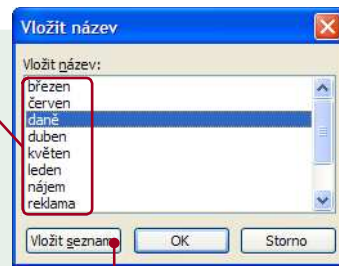 Vložit název
Vložit název:
březen
červen
daně
duben
květen
leden
nájem
reklama
Vložit seznam
OK
Storno